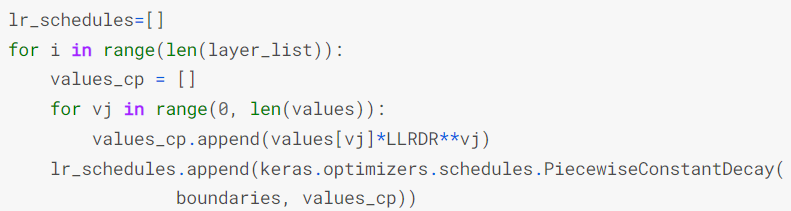 lr_schedules=[]
for i in range(len(layer_list)):
    values_cp = []
    for vj in range(0, len(values)):
        values_cp.append(values[vj]*LLRDR**vj)
    lr_schedules.append(keras.optimizers.schedules.PiecewiseConstantDecay(
                boundaries, values_cp))